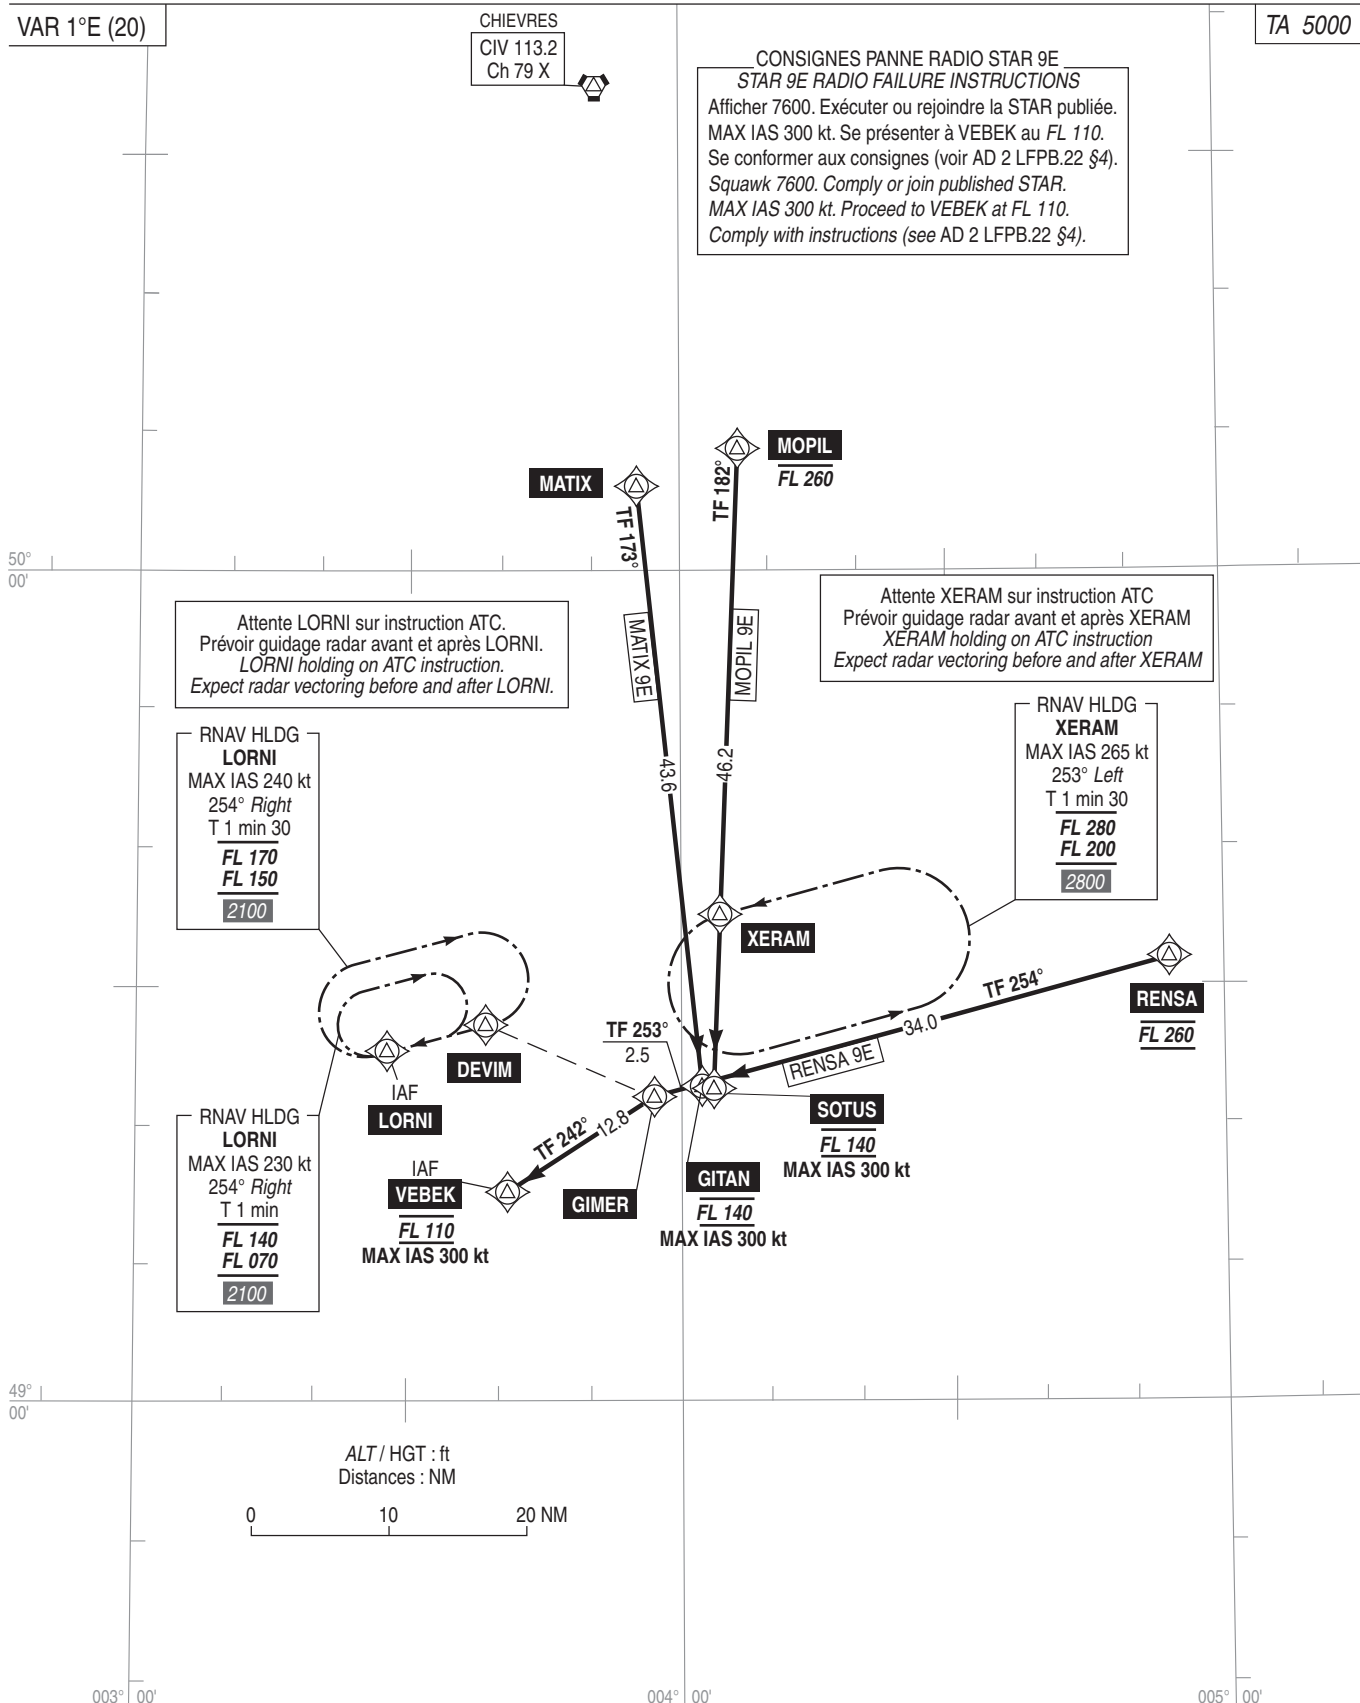 VAR 1°E (20)
CHIEVRES
CIV 113.2
Ch 79 X
TA 5000
CONSIGNES PANNE RADIO STAR 9E
STAR 9E RADIO FAILURE INSTRUCTIONS
Afficher 7600. Exécuter ou rejoindre la STAR publiée.
MAX IAS 300 kt. Se présenter à VEBEK au FL 110.
Se conformer aux consignes (voir AD 2 LFPB.22 §4).
Squawk 7600. Comply or join published STAR.
MAX IAS 300 kt. Proceed to VEBEK at FL 110.
Comply with instructions (see AD 2 LFPB.22 §4).
MOPIL
FL 260
MATIX
TF 182°
TF 173°
50°
00'
Attente LORNI sur instruction ATC.
Prévoir guidage radar avant et après LORNI.
LORNI holding on ATC instruction.
Expect radar vectoring before and after LORNI.
MATIX 9E
MOPIL 9E
Attente XERAM sur instruction ATC
Prévoir guidage radar avant et après XERAM
XERAM holding on ATC instruction
Expect radar vectoring before and after XERAM
RNAV HLDG
LORNI
MAX IAS 240 kt
254° Right
T 1 min 30
FL 170
FL 150
2100
43.6
46.2
RNAV HLDG
XERAM
MAX IAS 265 kt
253° Left
T 1 min 30
FL 280
FL 200
2800
XERAM
TF 254°
34.0
RENSA 9E
RENSA
FL 260
TF 253°
2.5
DEVIM
IAF
LORNI
SOTUS
FL 140
MAX IAS 300 kt
RNAV HLDG
LORNI
MAX IAS 230 kt
254° Right
T 1 min
FL 140
FL 070
2100
TF 242°
12.8
IAF
VEBEK
FL 110
MAX IAS 300 kt
GIMER
GITAN
FL 140
MAX IAS 300 kt
49°
00'
ALT / HGT : ft
Distances : NM
0 10 20 NM
003° 00'
004° 00'
005° 00'